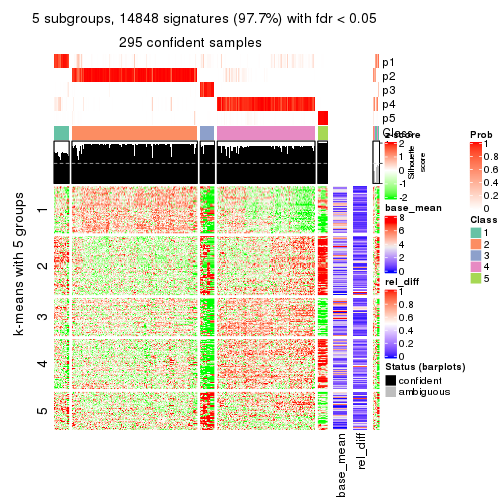 5 subgroups, 14848 signatures (97.7%) with fdr < 0.05
295 confident samples
p1
p2
p3
p4
p5
Class
z-score
2
1
0
-1
-2
Silhouette
score
Prob
1
0.8
0.6
0.4
0.2
0
base_mean
8
6
4
2
0
Class
1
2
3
4
5
rel_diff
1
0.8
0.6
0.4
0.2
0
Status (barplots)
confident
ambiguous
k-means with 5 groups
1
2
3
4
5
base_mean
rel_diff